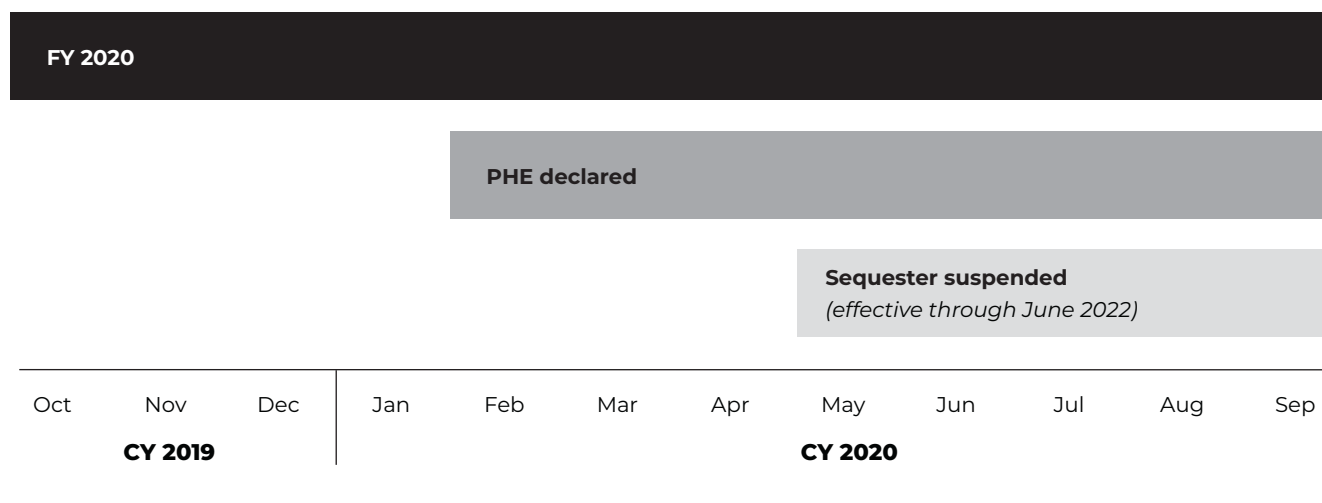 FY 2020
PHE declared
Sequester suspended
(effective through June 2022)
Oct Nov Dec Jan Feb Mar Apr May Jun Jul Aug Sep
CY 2019 CY 2020